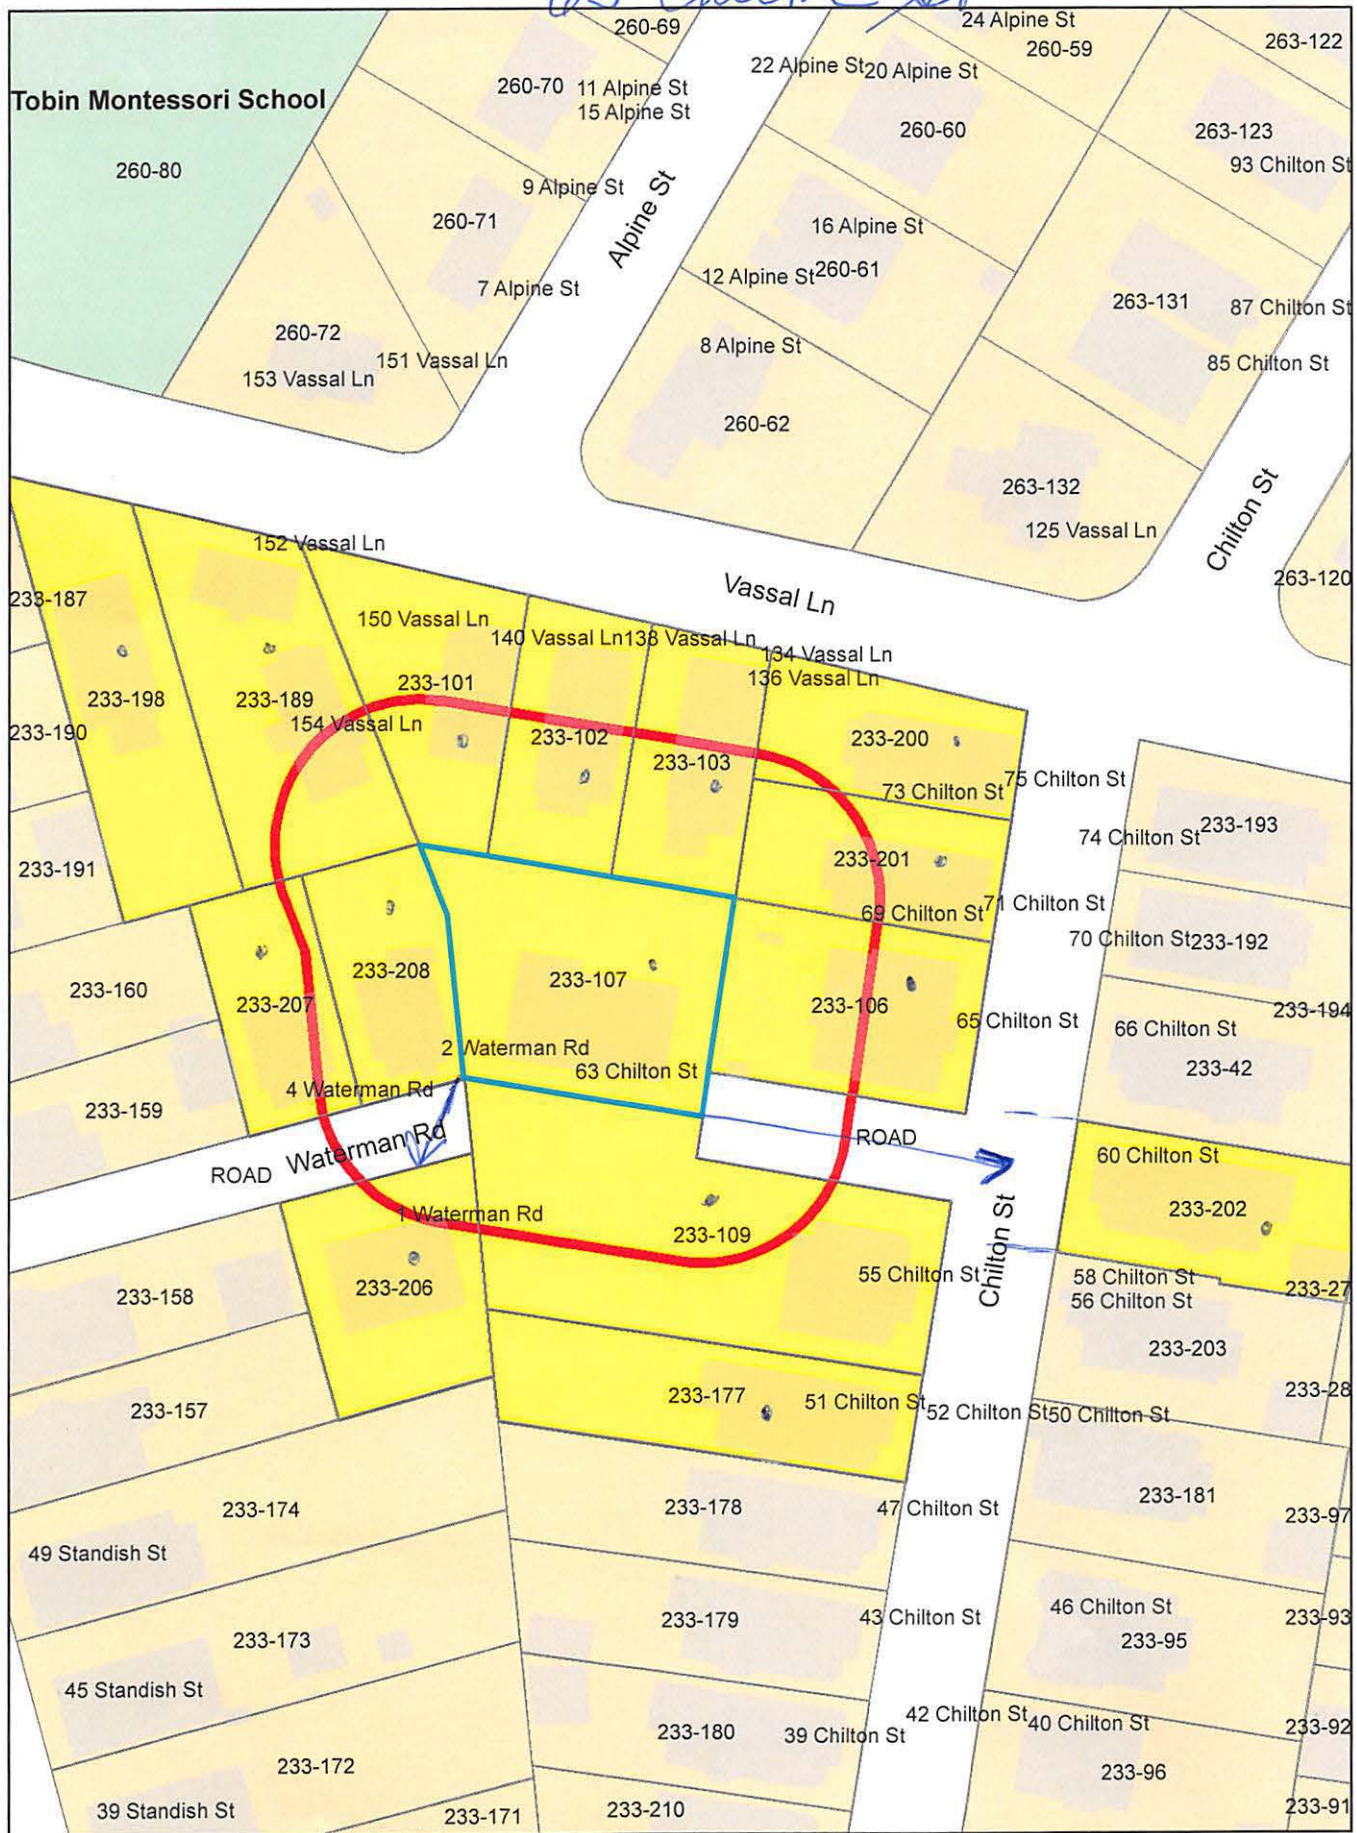 63 Chilton St
260-69
24 Alpine St
260-59
263-122
22 Alpine St
20 Alpine St
260-70
11 Alpine St
15 Alpine St
Tobin Montessori School
260-80
260-60
263-123
93 Chilton St
9 Alpine St
Alpine St
260-71
16 Alpine St
12 Alpine St
260-61
7 Alpine St
263-131
87 Chilton St
260-72
151 Vassal Ln
153 Vassal Ln
8 Alpine St
85 Chilton St
260-62
263-132
125 Vassal Ln
Chilton St
152 Vassal Ln
Vassal Ln
263-120
233-187
150 Vassal Ln
140 Vassal Ln
138 Vassal Ln
134 Vassal Ln
136 Vassal Ln
233-198
233-189
233-101
154 Vassal Ln
233-190
233-102
233-103
233-200
73 Chilton St
75 Chilton St
233-193
74 Chilton St
233-191
233-201
69 Chilton St
71 Chilton St
70 Chilton St
233-192
233-160
233-208
233-107
233-207
233-106
65 Chilton St
66 Chilton St
233-194
2 Waterman Rd
63 Chilton St
233-42
4 Waterman Rd
233-159
ROAD
Waterman Rd
ROAD
60 Chilton St
233-202
1 Waterman Rd
233-109
Chilton St
55 Chilton St
58 Chilton St
56 Chilton St
233-27
233-158
233-206
233-203
233-177
51 Chilton St
52 Chilton St
50 Chilton St
233-28
233-157
233-174
233-178
47 Chilton St
233-181
233-97
49 Standish St
233-173
233-179
43 Chilton St
46 Chilton St
233-95
233-93
45 Standish St
233-180
39 Chilton St
42 Chilton St
40 Chilton St
233-92
233-172
233-96
39 Standish St
233-171
233-210
233-91